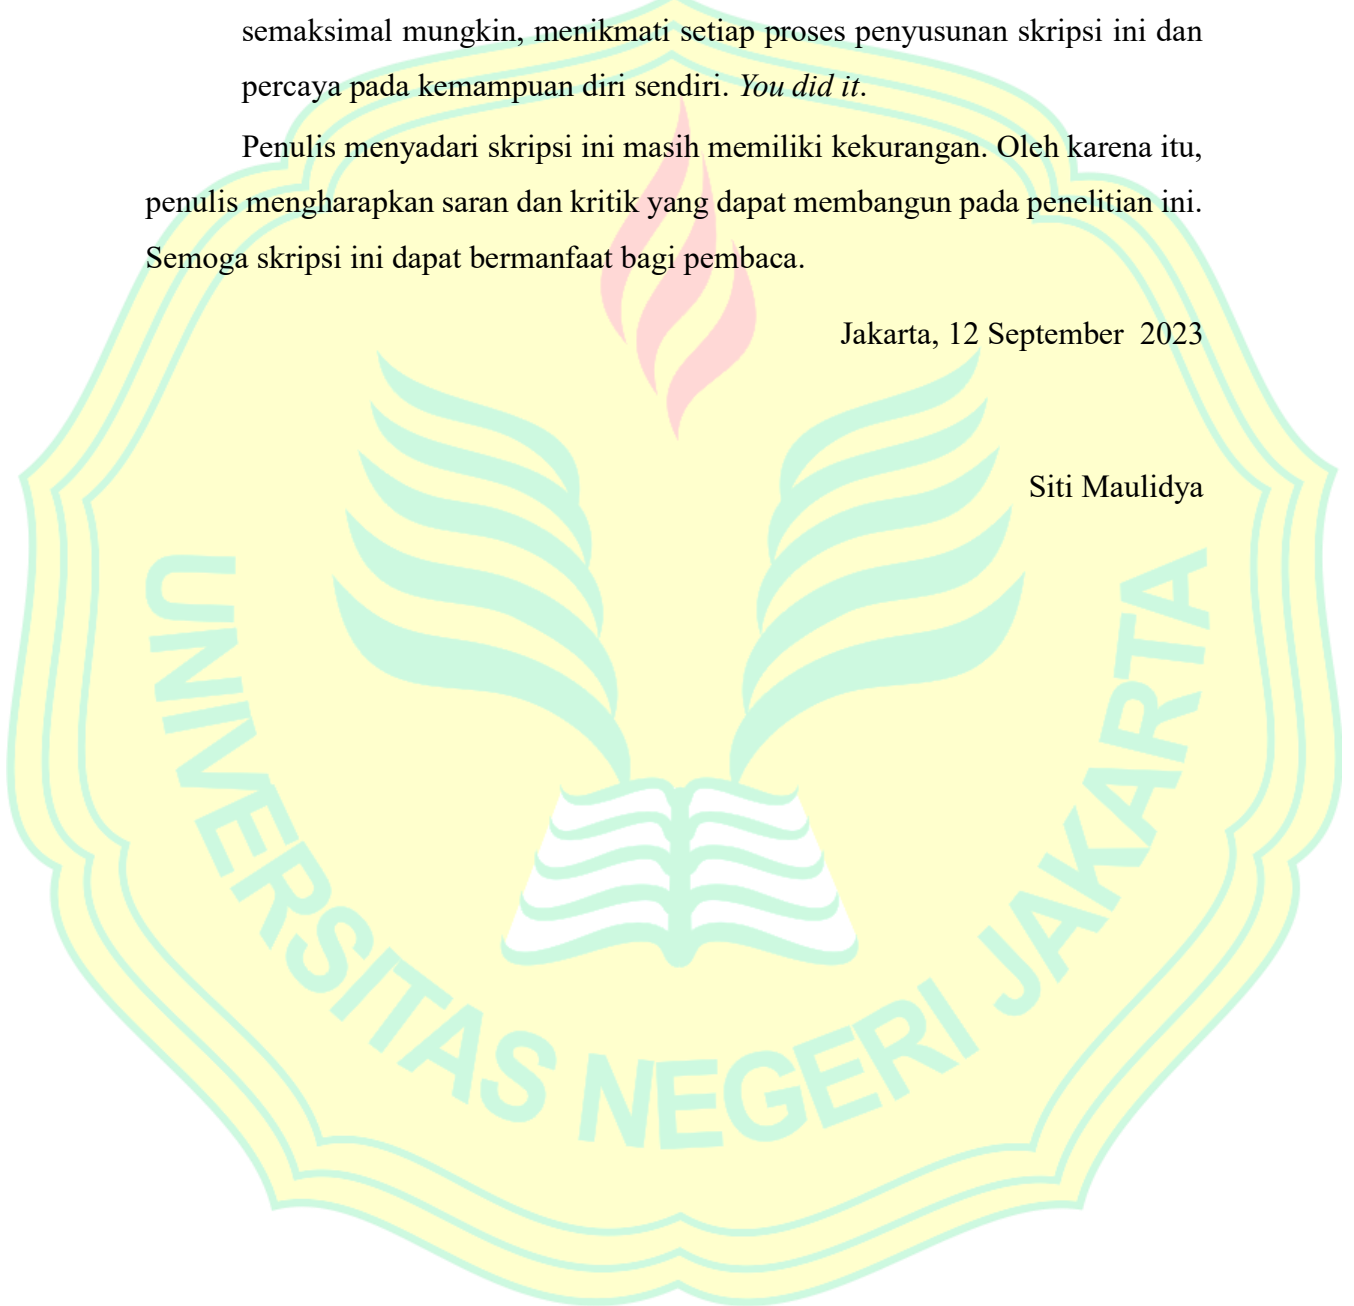 semaksimal mungkin, menikmati setiap proses penyusunan skripsi ini dan
percaya pada kemampuan diri sendiri. You did it.
Penulis menyadari skripsi ini masih memiliki kekurangan. Oleh karena itu,
penulis mengharapkan saran dan kritik yang dapat membangun pada penelitian ini.
Semoga skripsi ini dapat bermanfaat bagi pembaca.
Jakarta, 12 September  2023
Siti Maulidya
UNIVERSITAS NEGERI JAKARTA